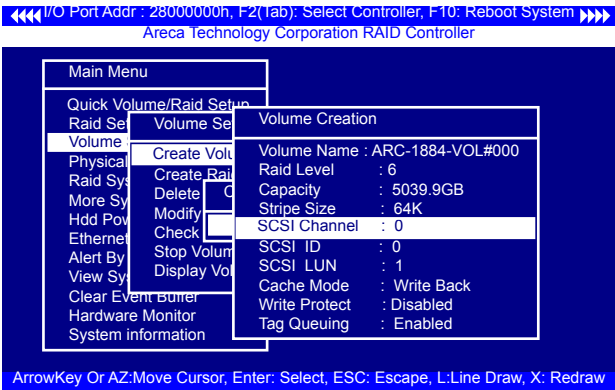 I/O Port Addr : 28000000h, F2(Tab): Select Controller, F10: Reboot System
Areca Technology Corporation RAID Controller
Main Menu
Quick Volume/Raid Setup
Raid Set
Volume
Physical
Raid Sys
More Sy
Hdd Pow
Ethernet
Alert By
View Sys
Clear Event Buffer
Hardware Monitor
System information
Volume Se
Create Volu
Create Rai
Delete
Modify
Check
Stop Volum
Display Vol
C
Volume Creation
Volume Name : ARC-1884-VOL#000
Raid Level : 6
Capacity : 5039.9GB
Stripe Size : 64K
SCSI Channel : 0
SCSI ID : 0
SCSI LUN : 1
Cache Mode : Write Back
Write Protect : Disabled
Tag Queuing : Enabled
ArrowKey Or AZ:Move Cursor, Enter: Select, ESC: Escape, L:Line Draw, X: Redraw